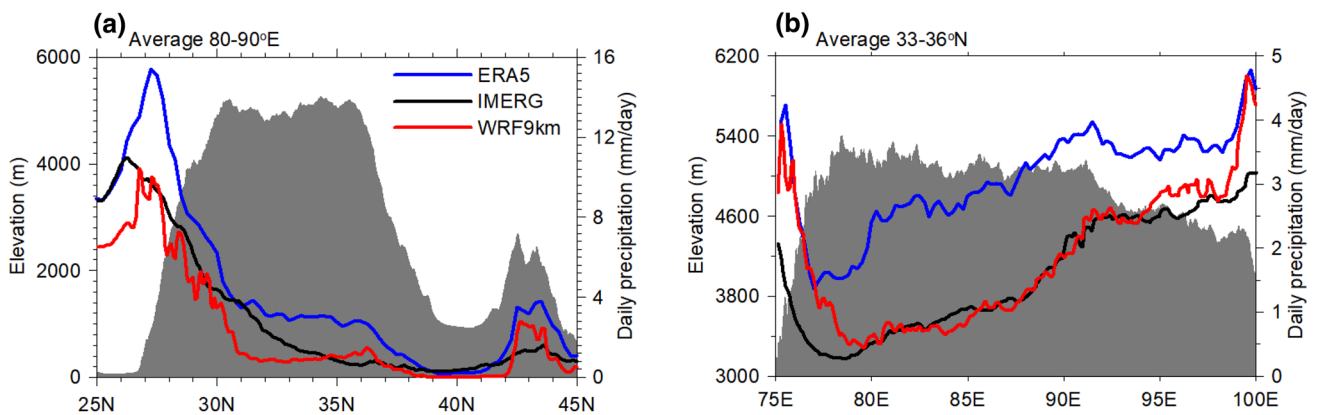 (a)
Average 80-90°E
6000
4000
2000
0
Elevation (m)
16
12
8
4
0
Daily precipitation (mm/day)
ERA5
IMERG
WRF9km
25N 30N 35N 40N 45N
(b)
Average 33-36°N
6200
5400
4600
3800
3000
Elevation (m)
5
4
3
2
1
0
Daily precipitation (mm/day)
75E 80E 85E 90E 95E 100E